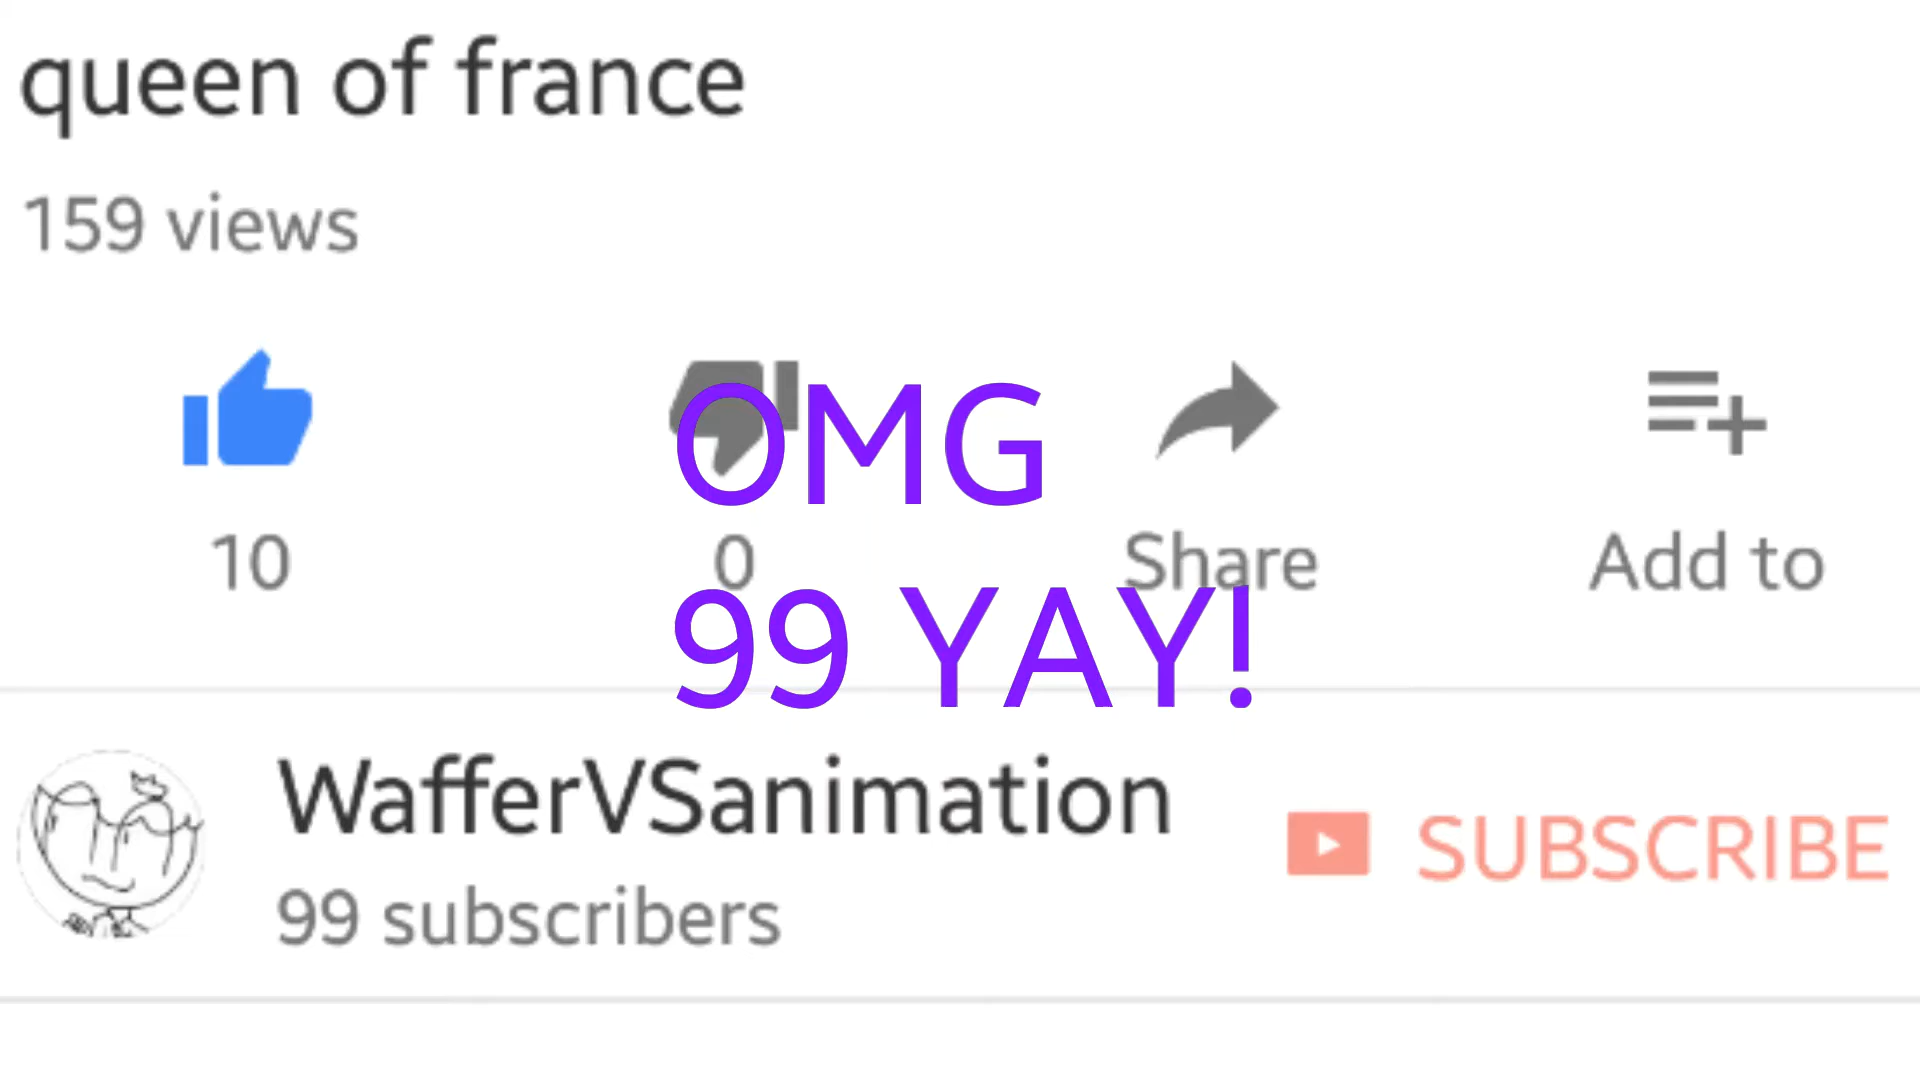 queen of france
159 views
10
0
Share
Add to
OMG
99 YAY!
WafferVSanimation
99 subscribers
SUBSCRIBE